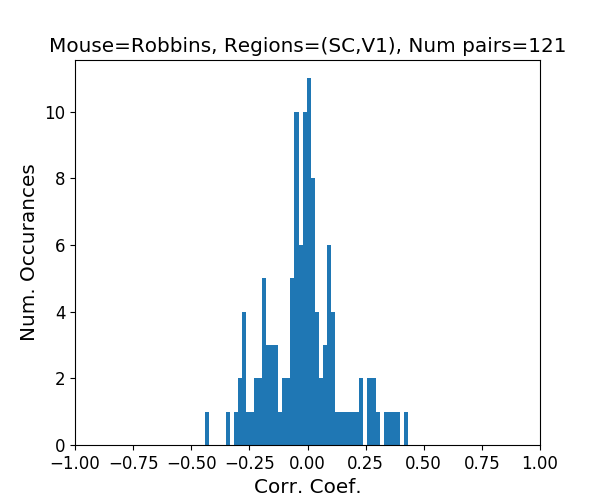 Mouse=Robbins, Regions=(SC,V1), Num pairs=121
10
8
6
4
2
0
Num. Occurances
−1.00 −0.75 −0.50 −0.25 0.00 0.25 0.50 0.75 1.00
Corr. Coef.